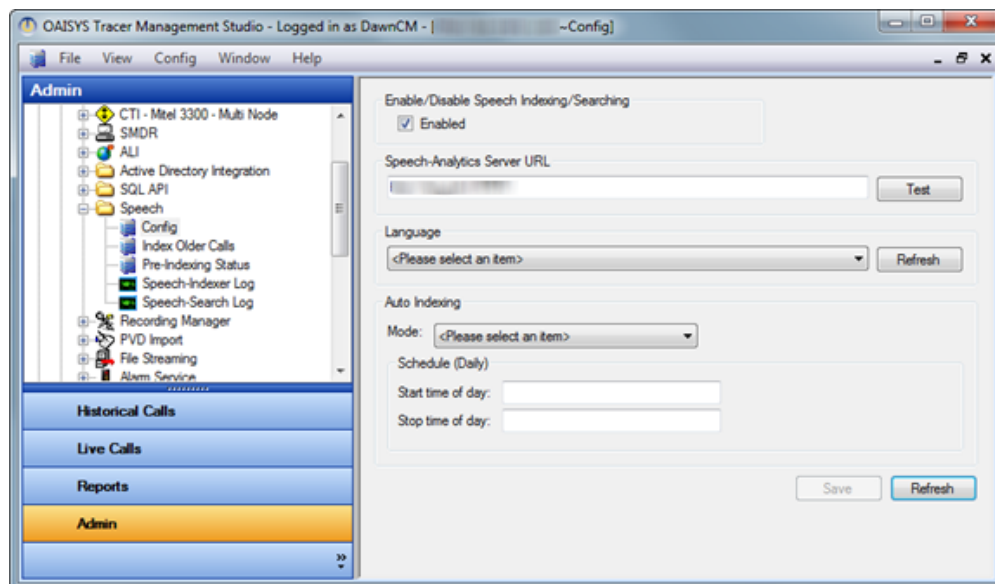 OAISYS Tracer Management Studio - Logged in as DawnCM - [ ~Config]
File View Config Window Help
Admin
CTI - Mitel 3300 - Multi Node
SMDR
ALI
Active Directory Integration
SQL API
Speech
Config
Index Older Calls
Pre-Indexing Status
Speech-Indexer Log
Speech-Search Log
Recording Manager
PVD Import
File Streaming
Alarm Service
Historical Calls
Live Calls
Reports
Admin
Enable/Disable Speech Indexing/Searching
Enabled
Speech-Analytics Server URL
Test
Language
<Please select an item>
Refresh
Auto Indexing
Mode: <Please select an item>
Schedule (Daily)
Start time of day:
Stop time of day:
Save Refresh